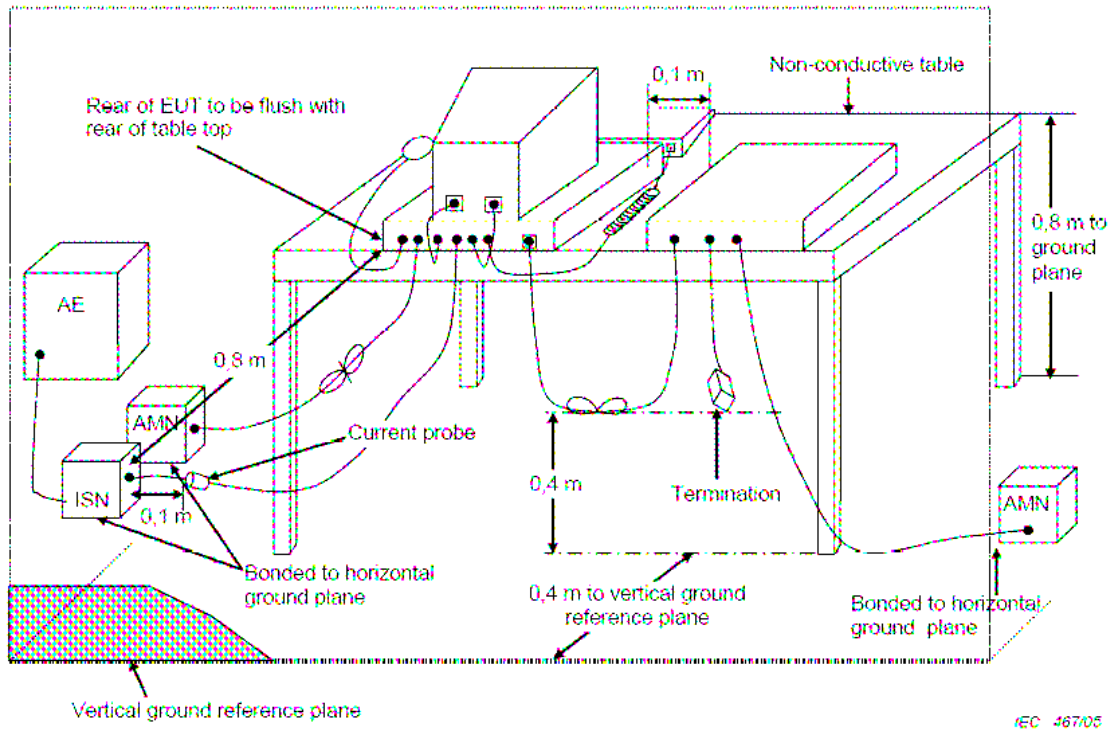 0,1 m
Non-conductive table
Rear of EUT to be flush with
rear of table top
0,8 m to
ground
plane
AE
0,8 m
AMN
Current probe
ISN
0,1 m
0,4 m
Termination
AMN
Bonded to horizontal
ground plane
0,4 m to vertical ground
reference plane
Bonded to horizontal
ground plane
Vertical ground reference plane
IEC 467/05